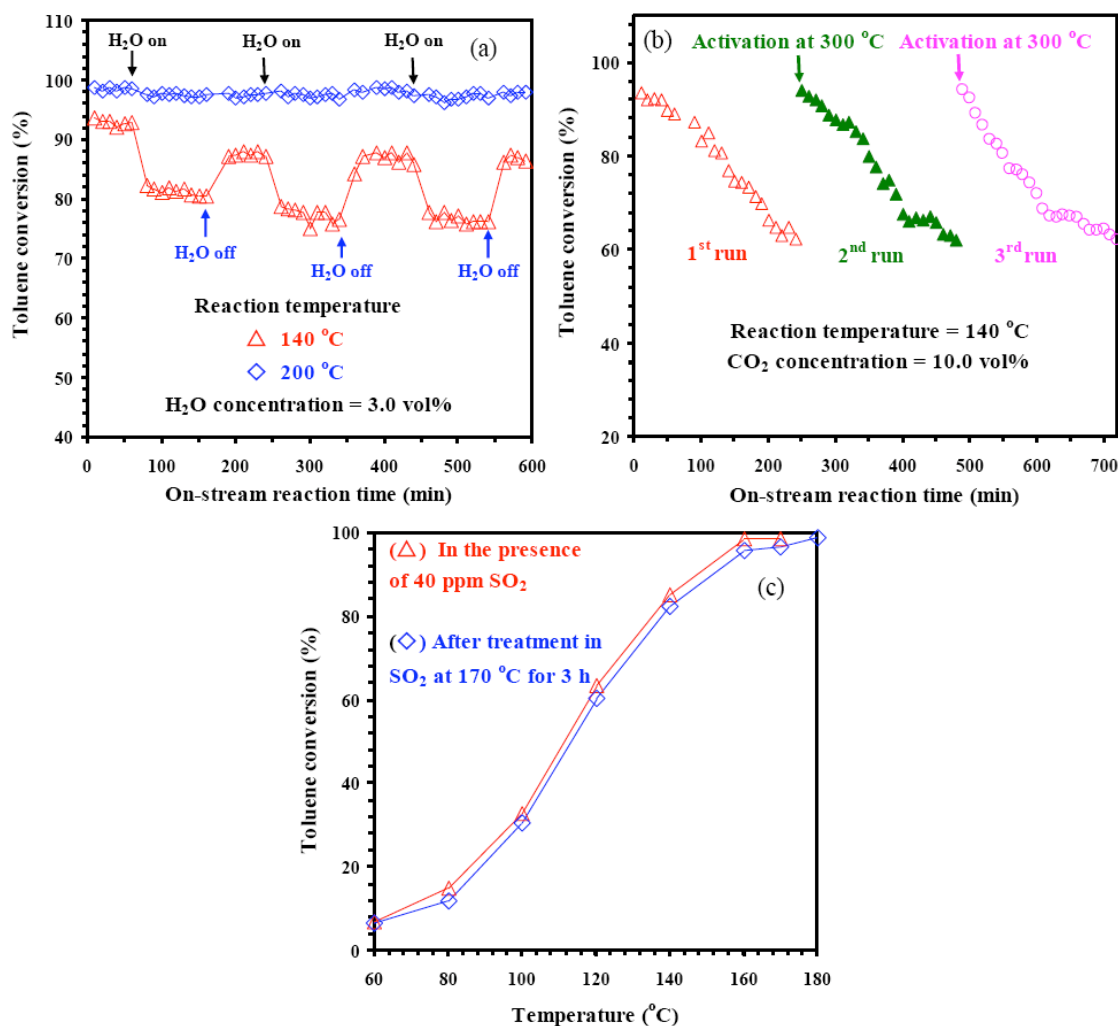 (a)
H₂O on
H₂O on
H₂O on
H₂O off
H₂O off
H₂O off
Reaction temperature
140 °C
200 °C
H₂O concentration = 3.0 vol%
Toluene conversion (%)
110
100
90
80
70
60
50
40
0 100 200 300 400 500 600
On-stream reaction time (min)
(b)
Activation at 300 °C
Activation at 300 °C
1ˢᵗ run
2ⁿᵈ run
3ʳᵈ run
Reaction temperature = 140 °C
CO₂ concentration = 10.0 vol%
Toluene conversion (%)
100
80
60
40
20
0 100 200 300 400 500 600 700
On-stream reaction time (min)
(c)
(△) In the presence
of 40 ppm SO₂
(◇) After treatment in
SO₂ at 170 °C for 3 h
Toluene conversion (%)
100
80
60
40
20
0
60 80 100 120 140 160 180
Temperature (°C)